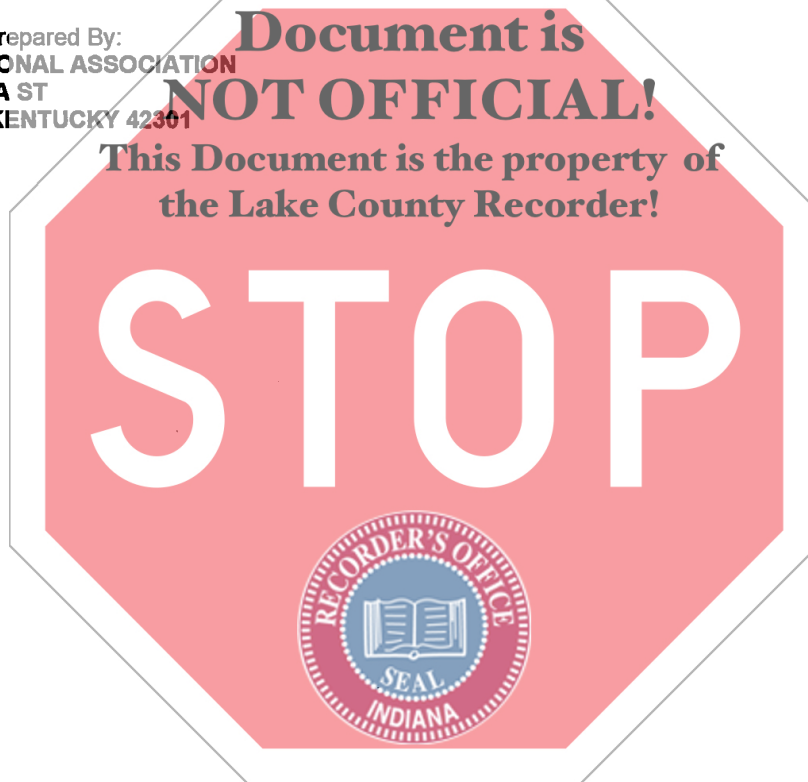 Document is
repared By:
ONAL ASSOCIATION
NOT OFFICIAL!
A ST
KENTUCKY 42301
This Document is the property of
the Lake County Recorder!
STOP
RECORDER'S OFFICE
SEAL
INDIANA